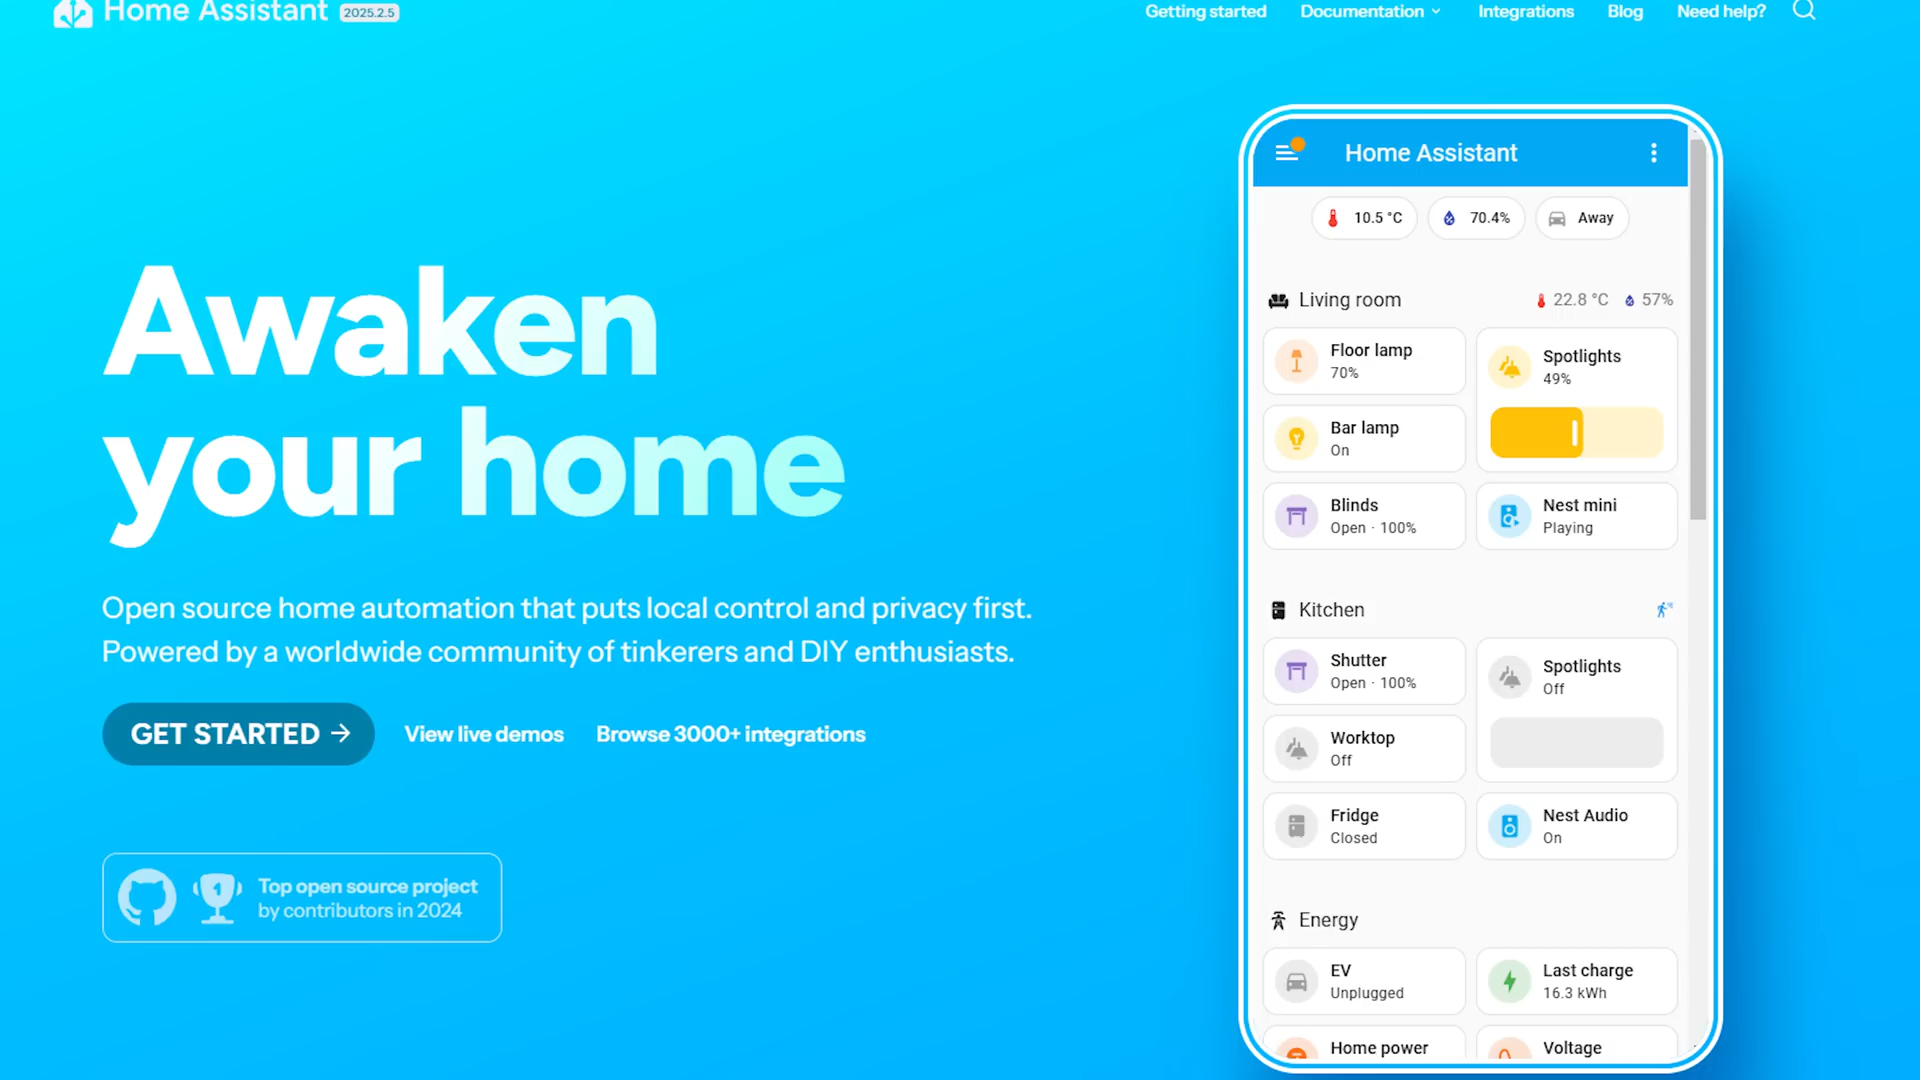 Home Assistant 2025.2.5
Getting started Documentation Integrations Blog Need help?
Awaken
your home
Open source home automation that puts local control and privacy first.
Powered by a worldwide community of tinkerers and DIY enthusiasts.
GET STARTED → View live demos Browse 3000+ integrations
1
Top open source project
by contributors in 2024
Home Assistant
10.5 °C 70.4% Away
Living room 22.8 °C 57%
Floor lamp
70%
Spotlights
49%
Bar lamp
On
Blinds
Open · 100%
Nest mini
Playing
Kitchen
Shutter
Open · 100%
Spotlights
Off
Worktop
Off
Fridge
Closed
Nest Audio
On
Energy
EV
Unplugged
Last charge
16.3 kWh
Home power
Voltage